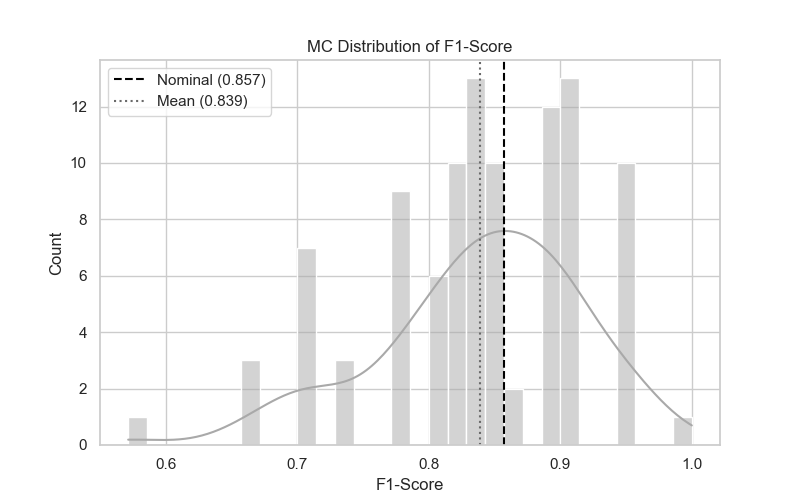 MC Distribution of F1-Score
Nominal (0.857)
Mean (0.839)
12
10
8
6
4
2
0
Count
0.6 0.7 0.8 0.9 1.0
F1-Score